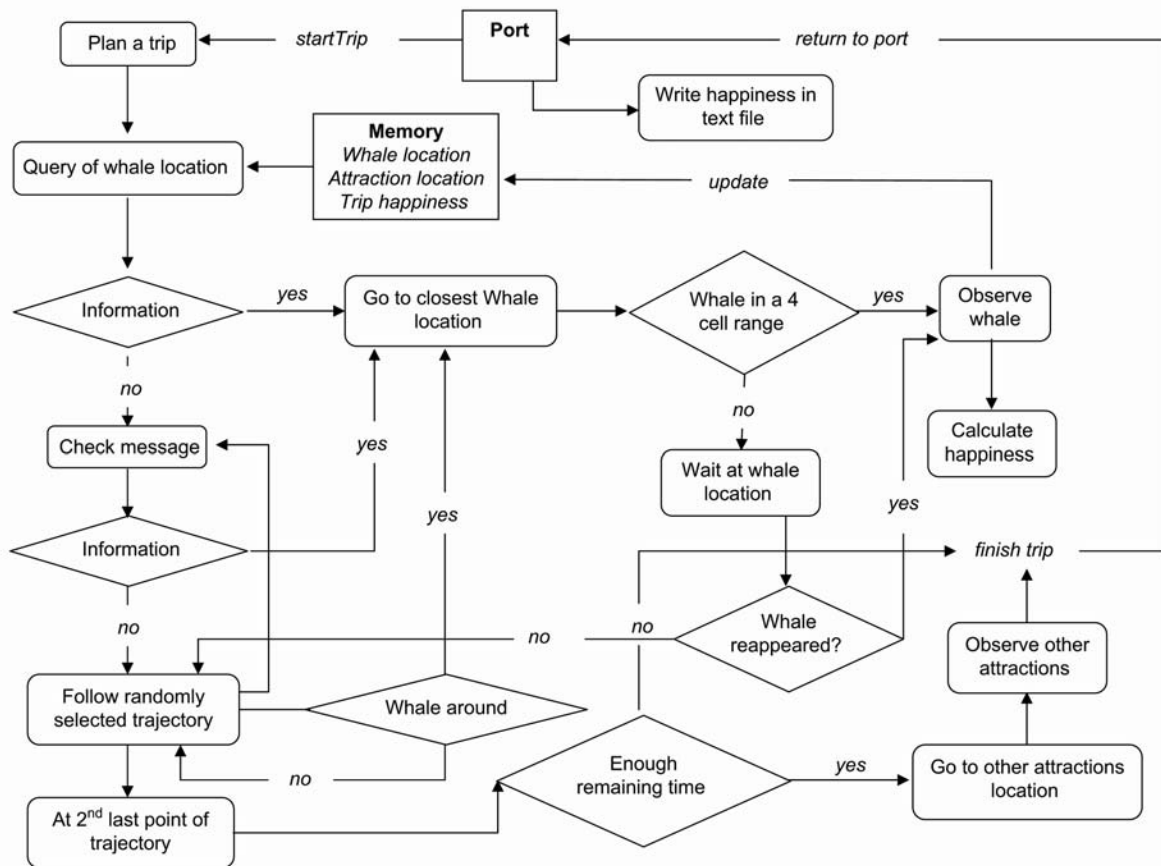 Plan a trip
startTrip
Port
return to port
Write happiness in
text file
Memory
Whale location
Attraction location
Trip happiness
Query of whale location
update
Information
yes
Go to closest Whale
location
Whale in a 4
cell range
yes
Observe
whale
no
no
Check message
yes
Wait at whale
location
Calculate
happiness
yes
yes
Information
finish trip
no
no
no
Whale
reappeared?
Observe other
attractions
Follow randomly
selected trajectory
Whale around
no
Enough
remaining time
yes
Go to other attractions
location
At 2nd last point of
trajectory